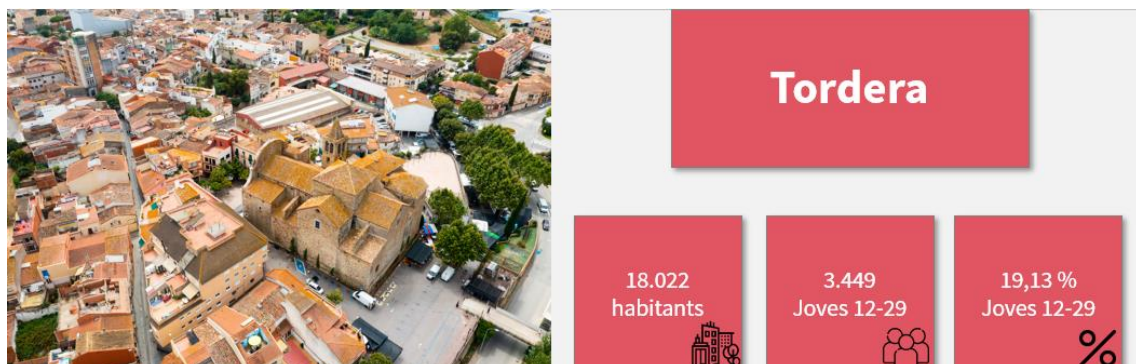 Tordera
18.022
habitants
3.449
Joves 12-29
19,13 %
Joves 12-29
%